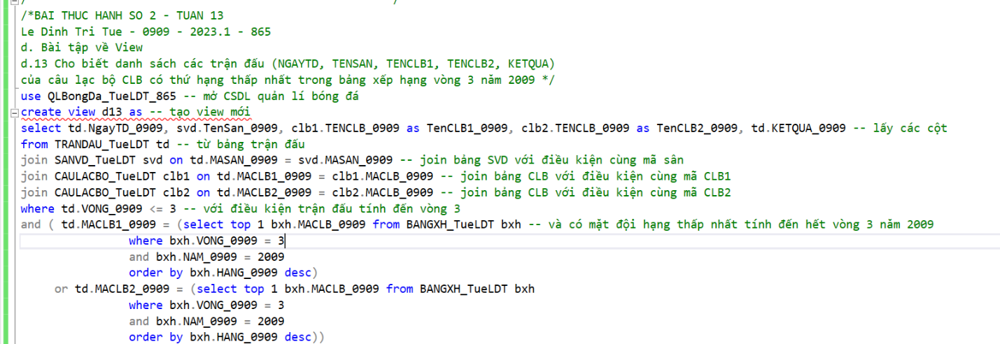 /*BAI THUC HANH SO 2 - TUAN 13
Le Dinh Tri Tue - 0909 - 2023.1 - 865
d. Bài tập về View
d.13 Cho biết danh sách các trận đấu (NGAYTD, TENSAN, TENCLB1, TENCLB2, KETQUA)
của câu lạc bộ CLB có thứ hạng thấp nhất trong bảng xếp hạng vòng 3 năm 2009 */
use QLBongDa_TueLDT_865 -- mở CSDL quản lí bóng đá
create view d13 as -- tạo view mới
select td.NgayTD_0909, svd.TenSan_0909, clb1.TENCLB_0909 as TenCLB1_0909, clb2.TENCLB_0909 as TenCLB2_0909, td.KETQUA_0909 -- lấy các cột
from TRANDAU_TueLDT td -- từ bảng trận đấu
join SANVD_TueLDT svd on td.MASAN_0909 = svd.MASAN_0909 -- join bảng SVD với điều kiện cùng mã sân
join CAULACBO_TueLDT clb1 on td.MACLB1_0909 = clb1.MACLB_0909 -- join bảng CLB với điều kiện cùng mã CLB1
join CAULACBO_TueLDT clb2 on td.MACLB2_0909 = clb2.MACLB_0909 -- join bảng CLB với điều kiện cùng mã CLB2
where td.VONG_0909 <= 3 -- với điều kiện trận đấu tính đến vòng 3
and ( td.MACLB1_0909 = (select top 1 bxh.MACLB_0909 from BANGXH_TueLDT bxh -- và có mặt đội hạng thấp nhất tính đến hết vòng 3 năm 2009
where bxh.VONG_0909 = 3
and bxh.NAM_0909 = 2009
order by bxh.HANG_0909 desc)
or td.MACLB2_0909 = (select top 1 bxh.MACLB_0909 from BANGXH_TueLDT bxh
where bxh.VONG_0909 = 3
and bxh.NAM_0909 = 2009
order by bxh.HANG_0909 desc))